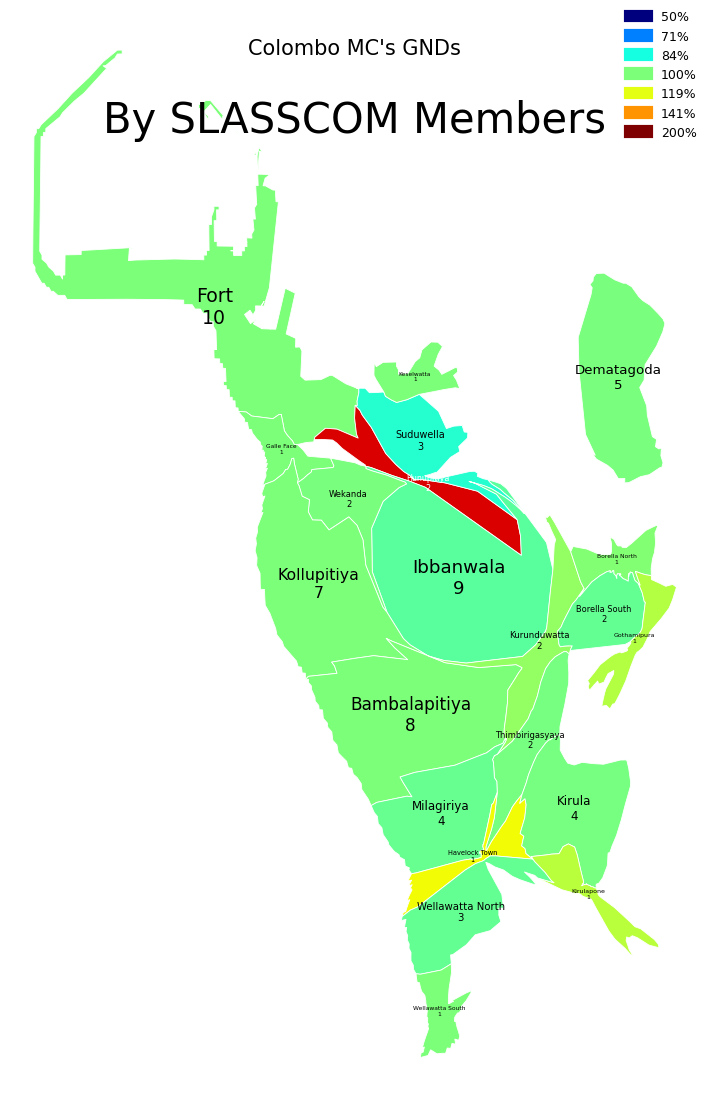 Colombo MC's GNDs
By SLASSCOM Members
50%
71%
84%
100%
119%
141%
200%
Fort
10
Dematagoda
5
Keselwatta
1
Suduwella
3
Galle Face
1
Wekanda
2
Ibbanwala
9
Kollupitiya
7
Borella North
1
Borella South
2
Gothamipura
1
Kurunduwatta
2
Bambalapitiya
8
Thimbirigasyaya
2
Milagiriya
4
Kirula
4
Havelock Town
1
Kirulapone
1
Wellawatta North
3
Wellawatta South
1